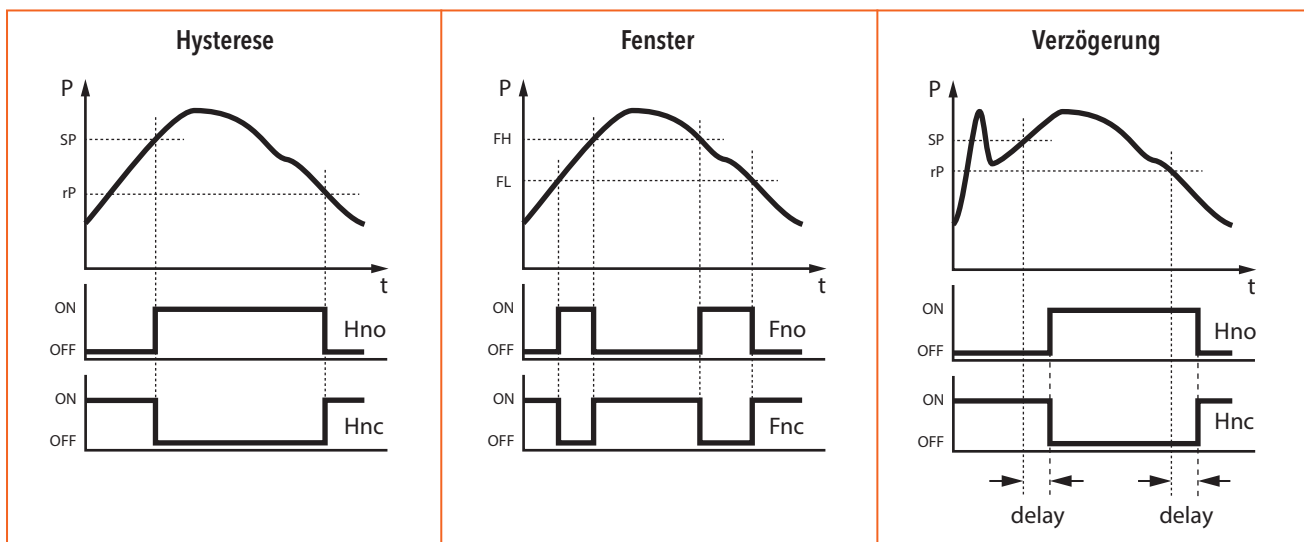 Hysterese
P
SP
rP
t
ON
OFF
Hno
ON
OFF
Hnc
Fenster
P
FH
FL
t
ON
OFF
Fno
ON
OFF
Fnc
Verzögerung
P
SP
rP
t
ON
OFF
Hno
ON
OFF
Hnc
delay
delay